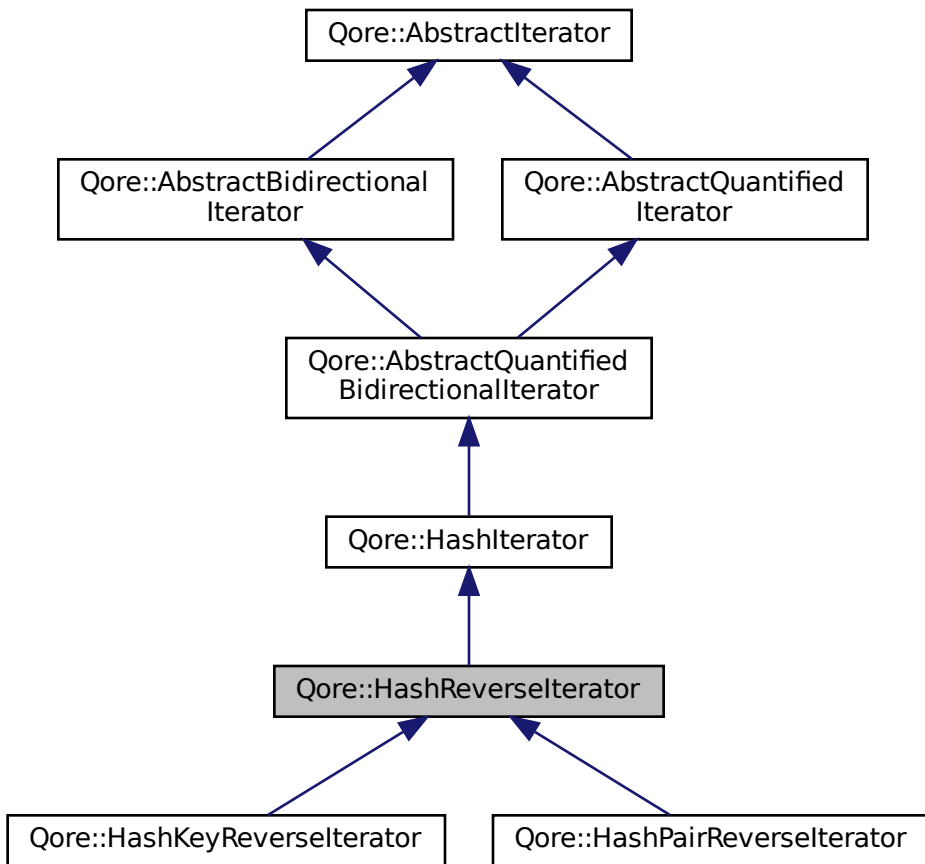 Qore::AbstractIterator
Qore::AbstractBidirectional
Iterator
Qore::AbstractQuantified
Iterator
Qore::AbstractQuantified
BidirectionalIterator
Qore::HashIterator
Qore::HashReverseIterator
Qore::HashKeyReverseIterator
Qore::HashPairReverseIterator